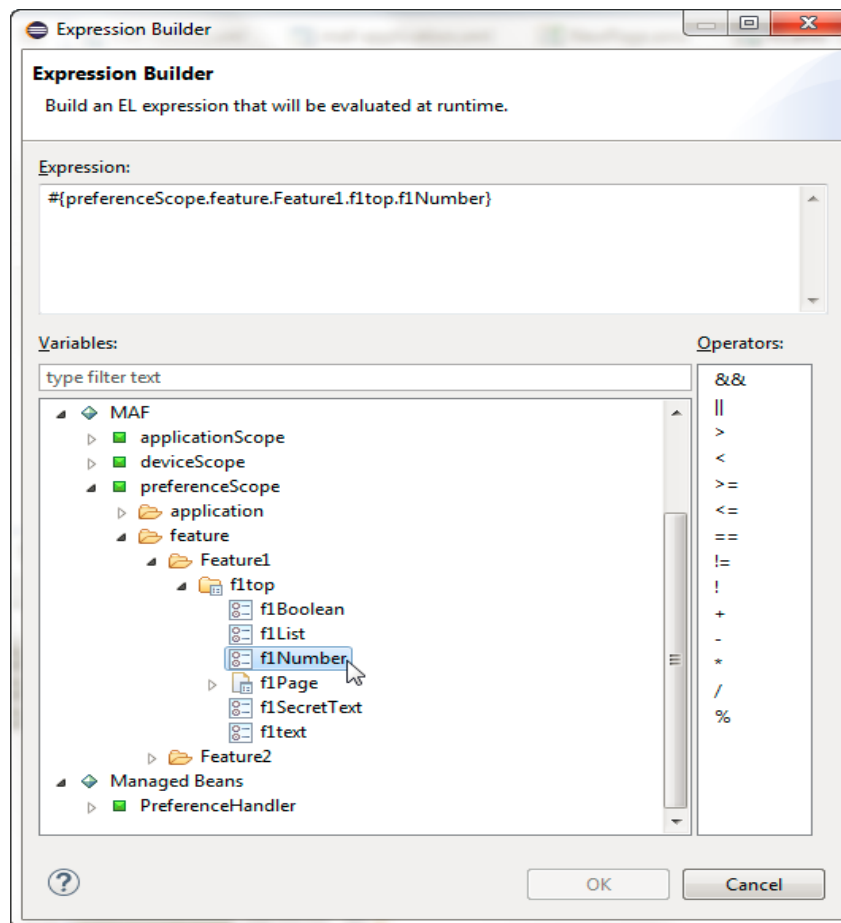 Expression Builder
Expression Builder
Build an EL expression that will be evaluated at runtime.
Expression:
#{preferenceScope.feature.Feature1.f1top.f1Number}
Variables:
type filter text
MAF
applicationScope
deviceScope
preferenceScope
application
feature
Feature1
f1top
f1Boolean
f1List
f1Number
f1Page
f1SecretText
f1text
Feature2
Managed Beans
PreferenceHandler
Operators:
&&
||
>
<
>=
<=
==
!=
!
+
-
*
/
%
?
OK
Cancel